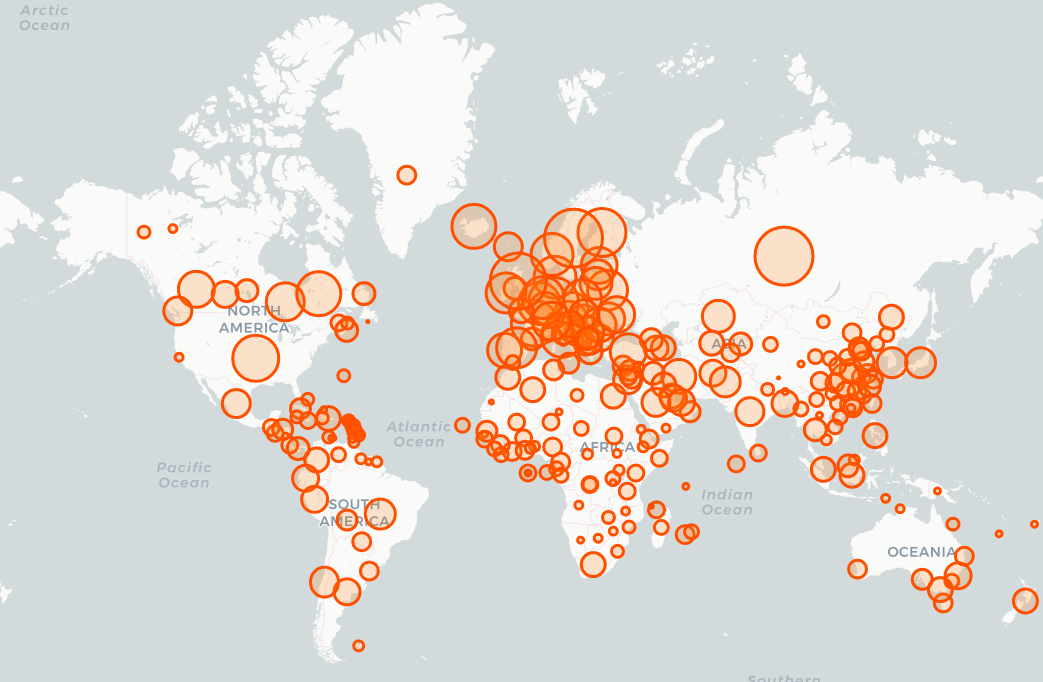 Arctic
Ocean
NORTH
AMERICA
ASIA
Atlantic
Ocean
AFRICA
Pacific
Ocean
Indian
Ocean
SOUTH
AMERICA
OCEANIA
Southern